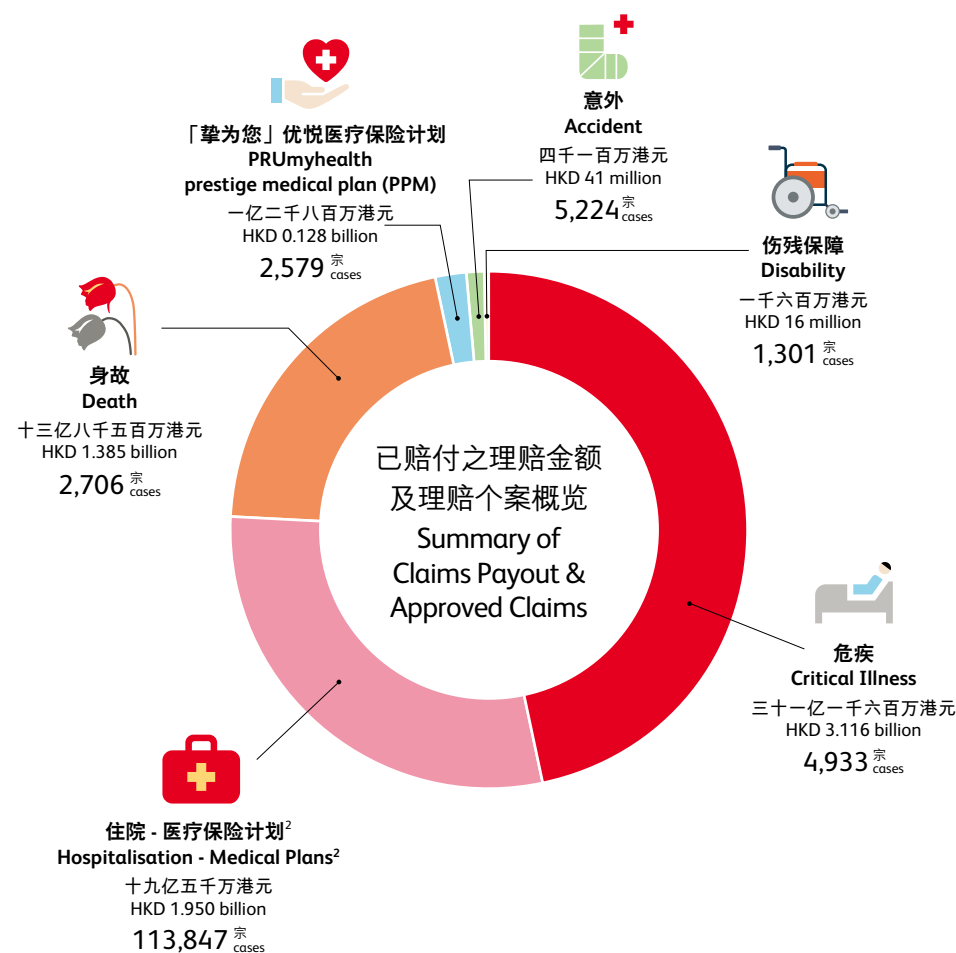 意外
Accident
四千一百万港元
HKD 41 million
5,224 宗 cases
「挚为您」优悦医疗保险计划
PRUmyhealth
prestige medical plan (PPM)
一亿二千八百万港元
HKD 0.128 billion
2,579 宗 cases
伤残保障
Disability
一千六百万港元
HKD 16 million
1,301 宗 cases
身故
Death
十三亿八千五百万港元
HKD 1.385 billion
2,706 宗 cases
已赔付之理赔金额
及理赔个案概览
Summary of
Claims Payout &
Approved Claims
危疾
Critical Illness
三十一亿一千六百万港元
HKD 3.116 billion
4,933 宗 cases
住院 - 医疗保险计划²
Hospitalisation - Medical Plans²
十九亿五千万港元
HKD 1.950 billion
113,847 宗 cases